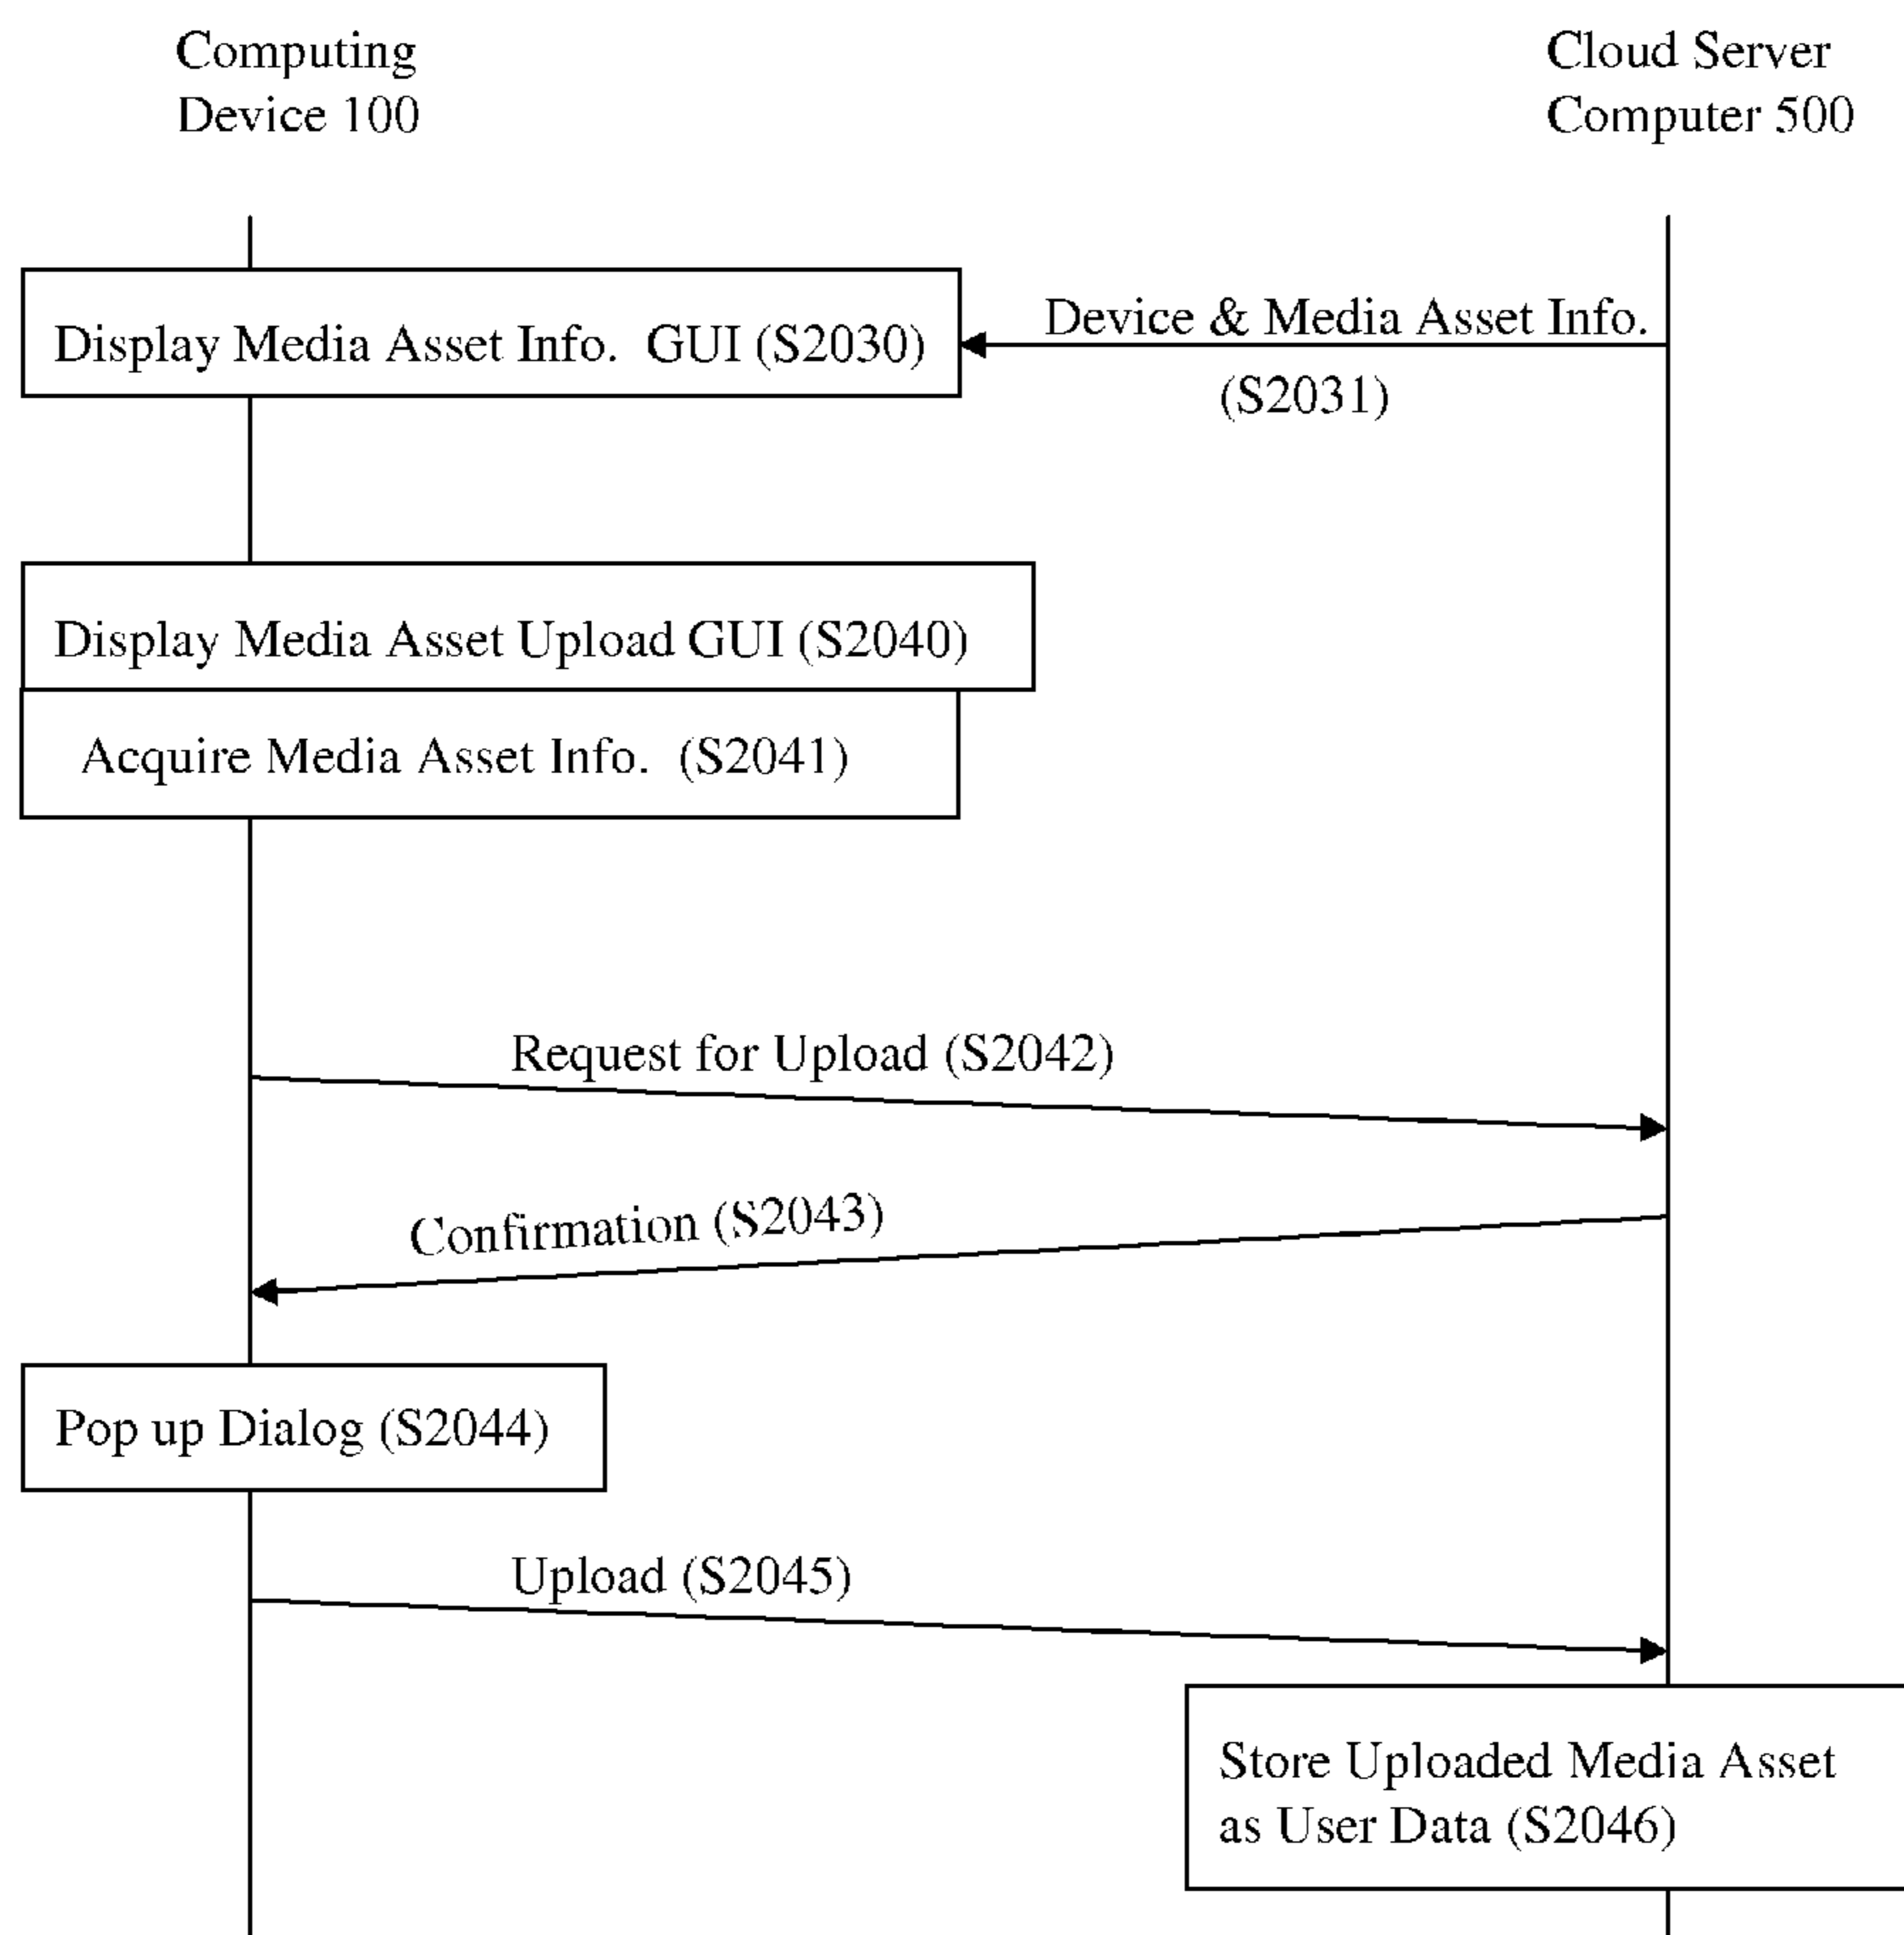 Computing
Device 100
Cloud Server
Computer 500
Display Media Asset Info. GUI (S2030)
Device & Media Asset Info.
(S2031)
Display Media Asset Upload GUI (S2040)
Acquire Media Asset Info. (S2041)
Request for Upload (S2042)
Confirmation (S2043)
Pop up Dialog (S2044)
Upload (S2045)
Store Uploaded Media Asset
as User Data (S2046)